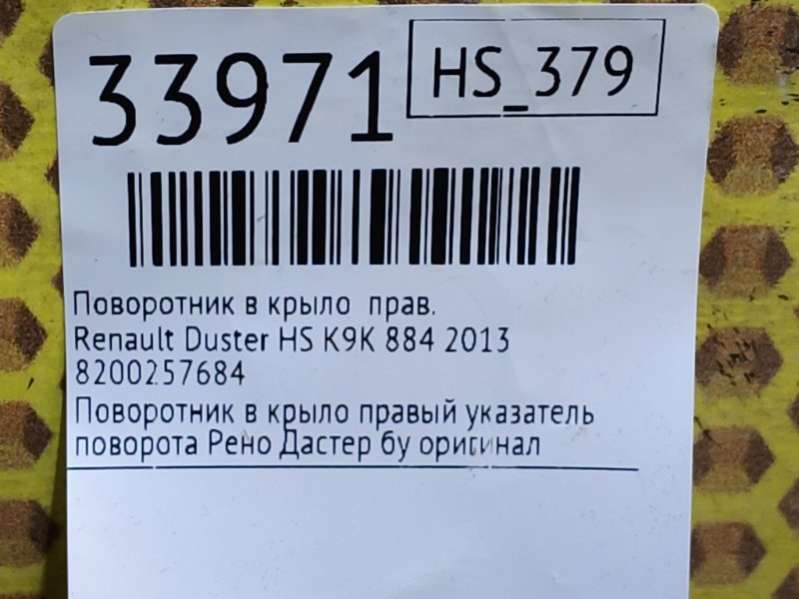 33971
HS_379
Поворотник в крыло прав.
Renault Duster HS K9K 884 2013
8200257684
Поворотник в крыло правый указатель
поворота Рено Дастер бу оригинал